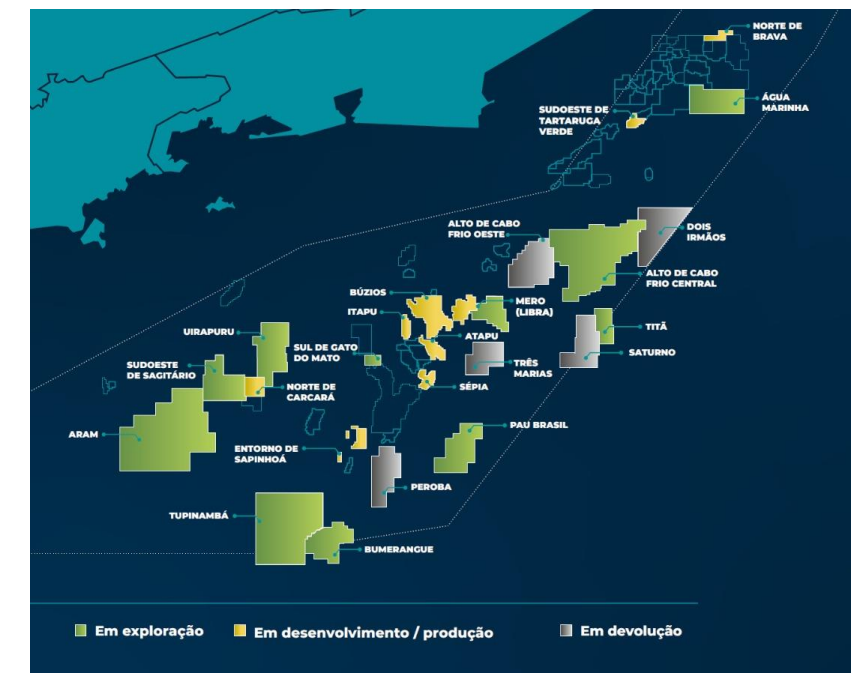 NORTE DE
BRAVA
ÁGUA
MARINHA
SUDOESTE DE
TARTARUGA
VERDE
ALTO DE CABO
FRIO OESTE
DOIS
IRMÃOS
ALTO DE CABO
FRIO CENTRAL
BÚZIOS
ITAPU
MERO
(LIBRA)
UIRAPURU
SUL DE GATO
DO MATO
ATAPU
TITÃ
SATURNO
SUDOESTE
DE SAGITÁRIO
TRÊS
MARIAS
NORTE DE
CARCARÁ
SÉPIA
ARAM
PAU BRASIL
ENTORNO DE
SAPINHOÁ
PEROBA
TUPINAMBÁ
BUMERANGUE
Em exploração
Em desenvolvimento / produção
Em devolução